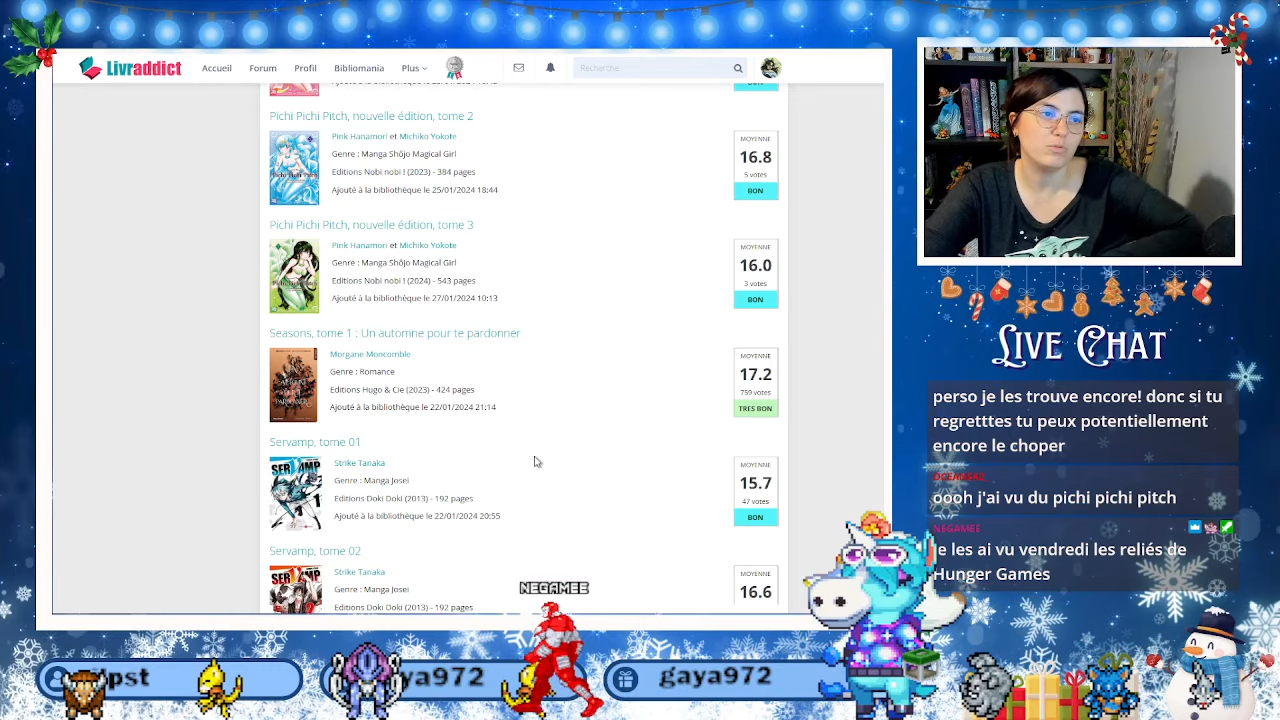 Livraddict Accueil Forum Profil Bibliomania Plus Recherche.
BON
Pichi Pichi Pitch, nouvelle édition, tome 2
Pink Hanamori et Michiko Yokote
Genre : Manga Shôjo Magical Girl
Editions Nobi nobi ! (2023) - 384 pages
Ajouté à la bibliothèque le 25/01/2024 18:44
MOYENNE
16.8
5 votes
BON
Pichi Pichi Pitch, nouvelle édition, tome 3
Pink Hanamori et Michiko Yokote
Genre : Manga Shôjo Magical Girl
Editions Nobi nobi ! (2024) - 543 pages
Ajouté à la bibliothèque le 27/01/2024 10:13
MOYENNE
16.0
3 votes
BON
Seasons, tome 1 : Un automne pour te pardonner
Morgane Moncomble
Genre : Romance
Editions Hugo & Cie (2023) - 424 pages
Ajouté à la bibliothèque le 22/01/2024 21:14
MOYENNE
17.2
759 votes
TRES BON
Servamp, tome 01
Strike Tanaka
Genre : Manga Josei
Editions Doki Doki (2013) - 192 pages
Ajouté à la bibliothèque le 22/01/2024 20:55
SERVAMP
MOYENNE
15.7
47 votes
BON
Servamp, tome 02
Strike Tanaka
Genre : Manga Josei
Editions Doki Doki (2013) - 192 pages
SERVAMP
MOYENNE
16.6
LIVE CHAT
perso je les trouve encore! donc si tu
regrettes tu peux potentiellement
encore le choper
oooh j'ai vu du pichi pichi pitch
NEGAMEE
je les ai vu vendredi les reliés de
Hunger Games
NEGAMEE
gaya972